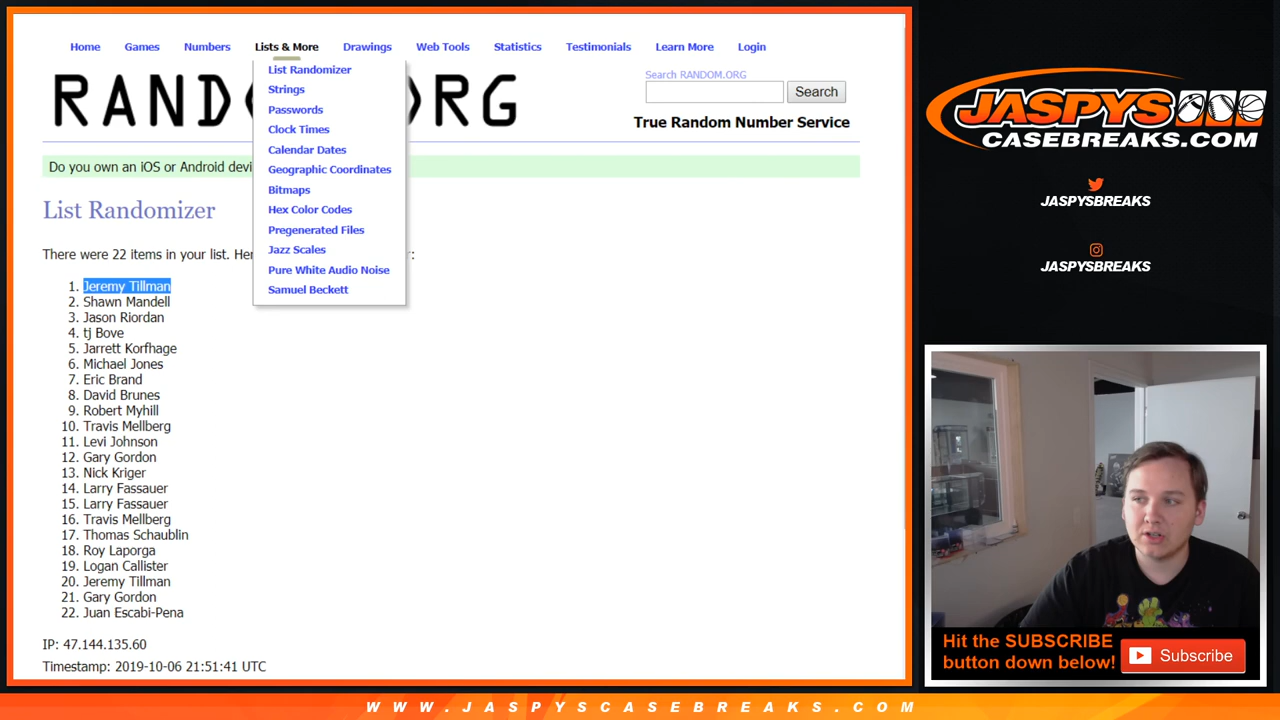 Home Games Numbers Lists & More Drawings Web Tools Statistics Testimonials Learn More Login
List Randomizer
Strings
Passwords
Clock Times
Calendar Dates
Geographic Coordinates
Bitmaps
Hex Color Codes
Pregenerated Files
Jazz Scales
Pure White Audio Noise
Samuel Beckett
RAND RG
Search RANDOM.ORG
Search
True Random Number Service
Do you own an iOS or Android devi
List Randomizer
There were 22 items in your list. Her :
1. Jeremy Tillman
2. Shawn Mandell
3. Jason Riordan
4. tj Bove
5. Jarrett Korfhage
6. Michael Jones
7. Eric Brand
8. David Brunes
9. Robert Myhill
10. Travis Mellberg
11. Levi Johnson
12. Gary Gordon
13. Nick Kriger
14. Larry Fassauer
15. Larry Fassauer
16. Travis Mellberg
17. Thomas Schaublin
18. Roy Laporga
19. Logan Callister
20. Jeremy Tillman
21. Gary Gordon
22. Juan Escabi-Pena
IP: 47.144.135.60
Timestamp: 2019-10-06 21:51:41 UTC
JASPYS
CASEBREAKS.COM
JASPYSBREAKS
JASPYSBREAKS
Hit the SUBSCRIBE
button down below!
Subscribe
WWW.JASPYSCASEBREAKS.COM